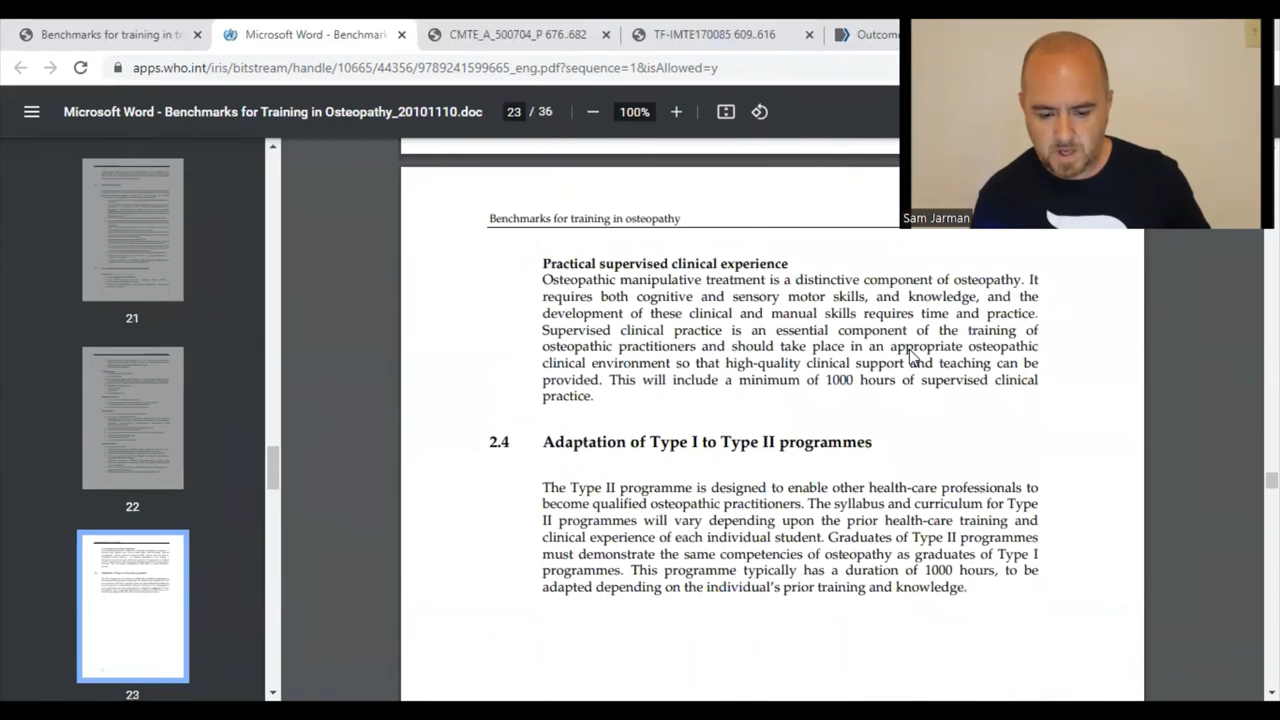 Benchmarks for training in t
Microsoft Word - Benchmar
CMTE_A_500704_P 676..682
TF-IMTE170085 609..616
Outcom
apps.who.int/iris/bitstream/handle/10665/44356/9789241599665_eng.pdf?sequence=1&isAllowed=y
Microsoft Word - Benchmarks for Training in Osteopathy_20101110.doc
23 / 36
100%
Sam Jarman
21
22
23
Benchmarks for training in osteopathy
Practical supervised clinical experience
Osteopathic manipulative treatment is a distinctive component of osteopathy. It
requires both cognitive and sensory motor skills, and knowledge, and the
development of these clinical and manual skills requires time and practice.
Supervised clinical practice is an essential component of the training of
osteopathic practitioners and should take place in an appropriate osteopathic
clinical environment so that high-quality clinical support and teaching can be
provided. This will include a minimum of 1000 hours of supervised clinical
practice.
2.4 Adaptation of Type I to Type II programmes
The Type II programme is designed to enable other health-care professionals to
become qualified osteopathic practitioners. The syllabus and curriculum for Type
II programmes will vary depending upon the prior health-care training and
clinical experience of each individual student. Graduates of Type II programmes
must demonstrate the same competencies of osteopathy as graduates of Type I
programmes. This programme typically has a duration of 1000 hours, to be
adapted depending on the individual's prior training and knowledge.